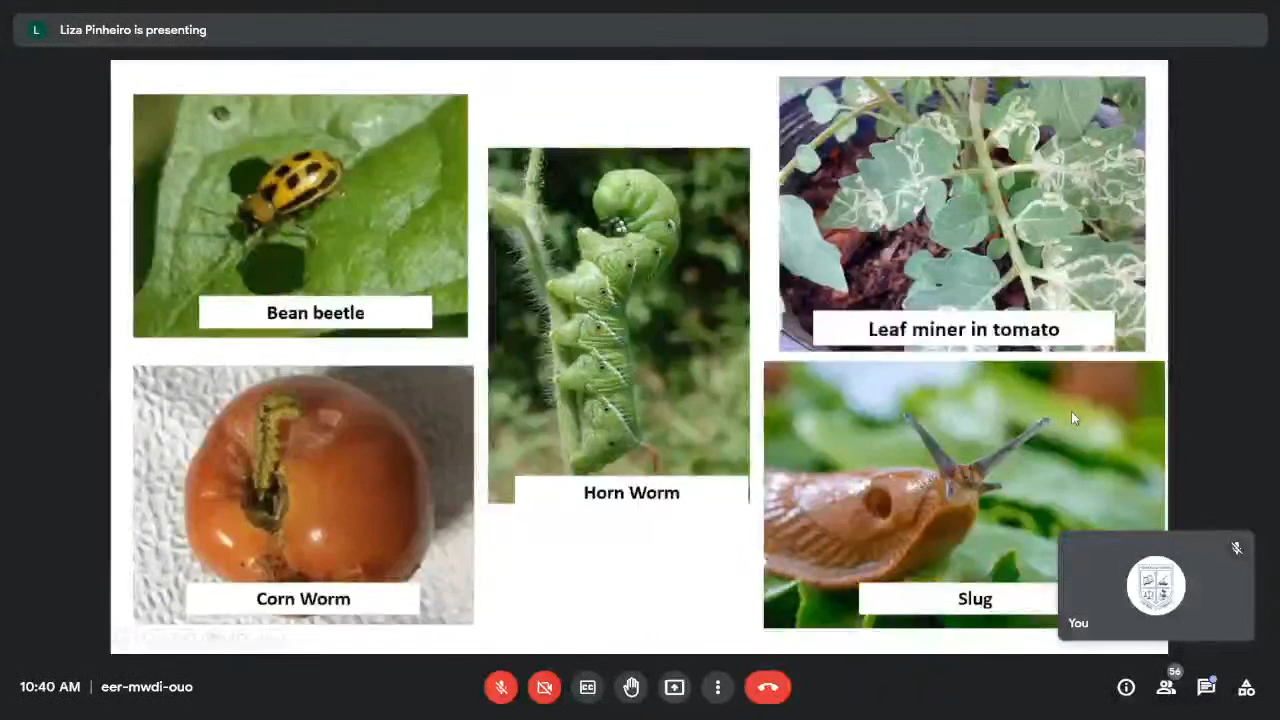 L
Liza Pinheiro is presenting
Bean beetle
Leaf miner in tomato
Horn Worm
Corn Worm
Slug
You
10:40 AM | eer-mwdi-ouo
CC
56